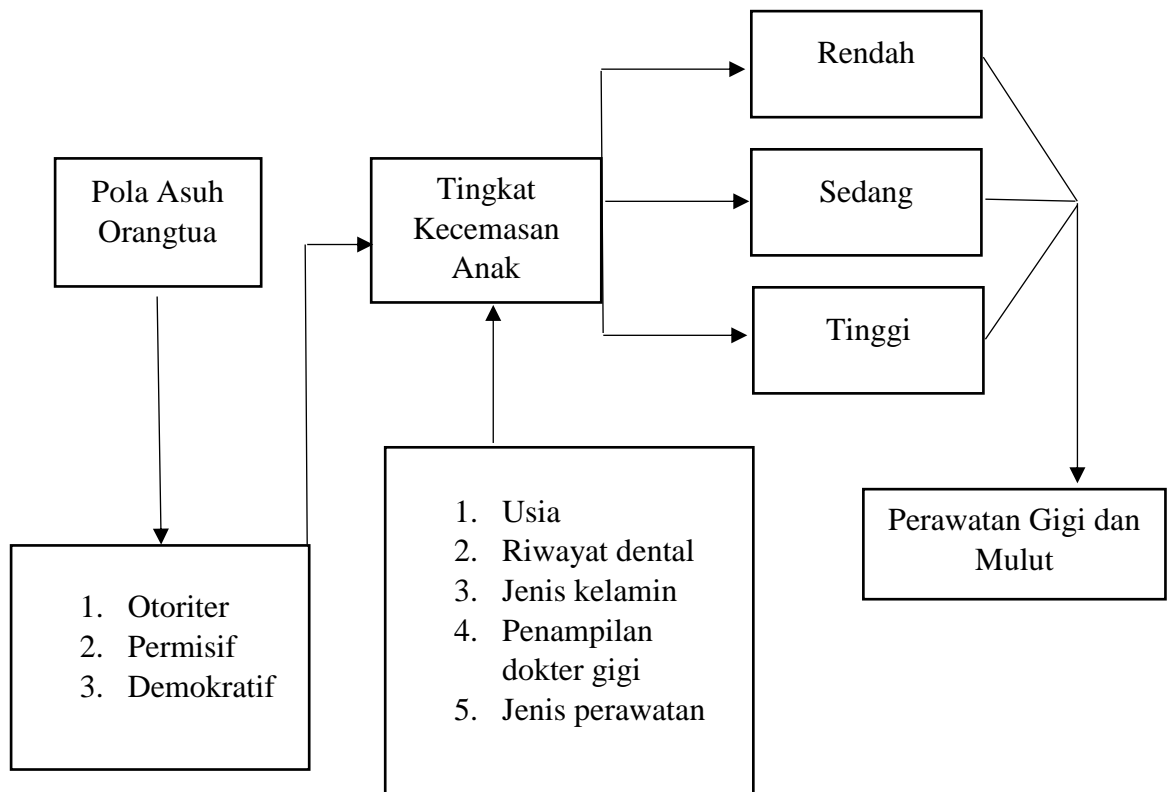 Pola Asuh
Orangtua
1. Otoriter
2. Permisif
3. Demokratif
Tingkat
Kecemasan
Anak
1. Usia
2. Riwayat dental
3. Jenis kelamin
4. Penampilan
dokter gigi
5. Jenis perawatan
Rendah
Sedang
Tinggi
Perawatan Gigi dan
Mulut